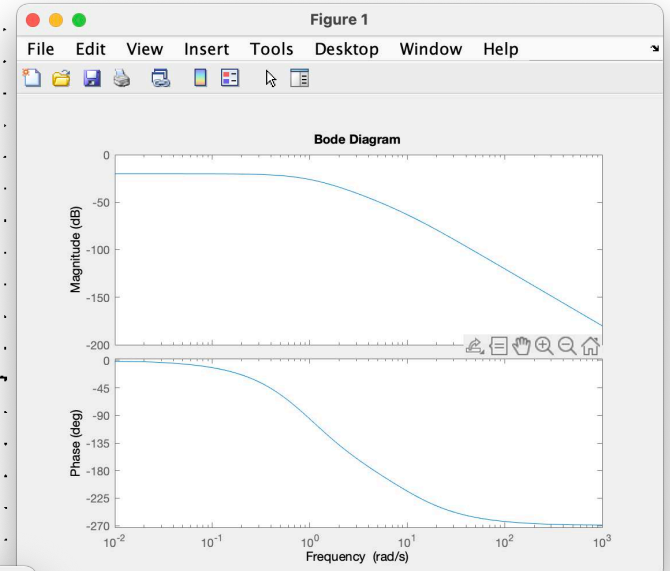 Figure 1
File Edit View Insert Tools Desktop Window Help
Bode Diagram
0
-50
-100
-150
-200
Magnitude (dB)
0
-45
-90
-135
-180
-225
-270
Phase (deg)
10-2 10-1 100 101 102 103
Frequency (rad/s)